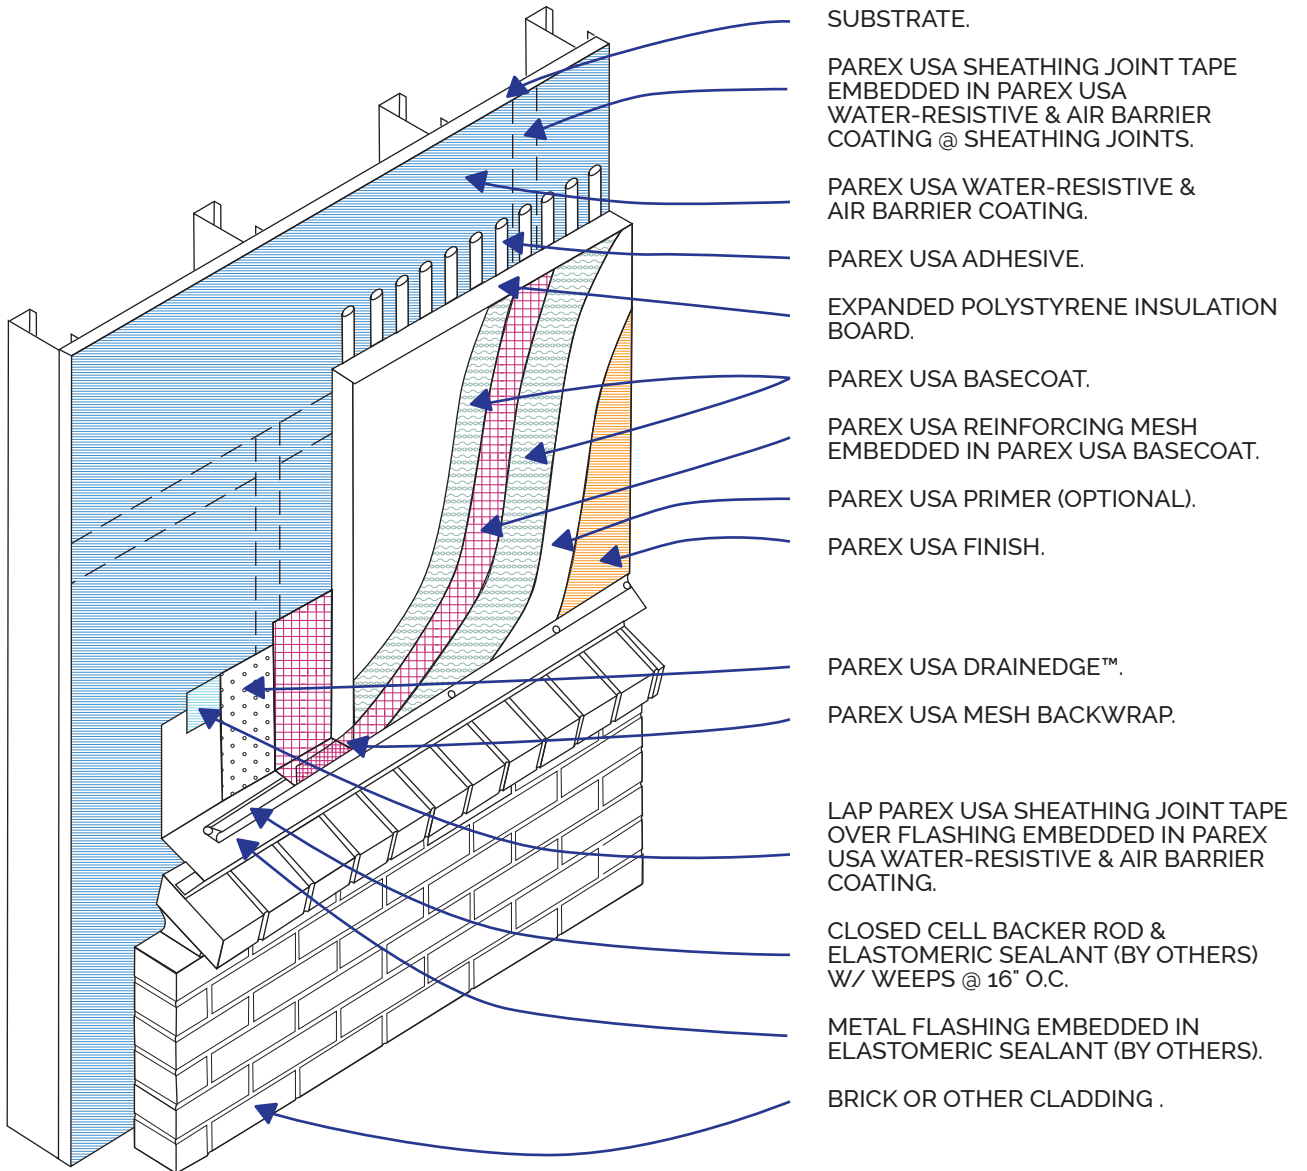 SUBSTRATE.
PAREX USA SHEATHING JOINT TAPE
EMBEDDED IN PAREX USA
WATER-RESISTIVE & AIR BARRIER
COATING @ SHEATHING JOINTS.
PAREX USA WATER-RESISTIVE &
AIR BARRIER COATING.
PAREX USA ADHESIVE.
EXPANDED POLYSTYRENE INSULATION
BOARD.
PAREX USA BASECOAT.
PAREX USA REINFORCING MESH
EMBEDDED IN PAREX USA BASECOAT.
PAREX USA PRIMER (OPTIONAL).
PAREX USA FINISH.
PAREX USA DRAINEDGE™.
PAREX USA MESH BACKWRAP.
LAP PAREX USA SHEATHING JOINT TAPE
OVER FLASHING EMBEDDED IN PAREX
USA WATER-RESISTIVE & AIR BARRIER
COATING.
CLOSED CELL BACKER ROD &
ELASTOMERIC SEALANT (BY OTHERS)
W/ WEEPS @ 16" O.C.
METAL FLASHING EMBEDDED IN
ELASTOMERIC SEALANT (BY OTHERS).
BRICK OR OTHER CLADDING .